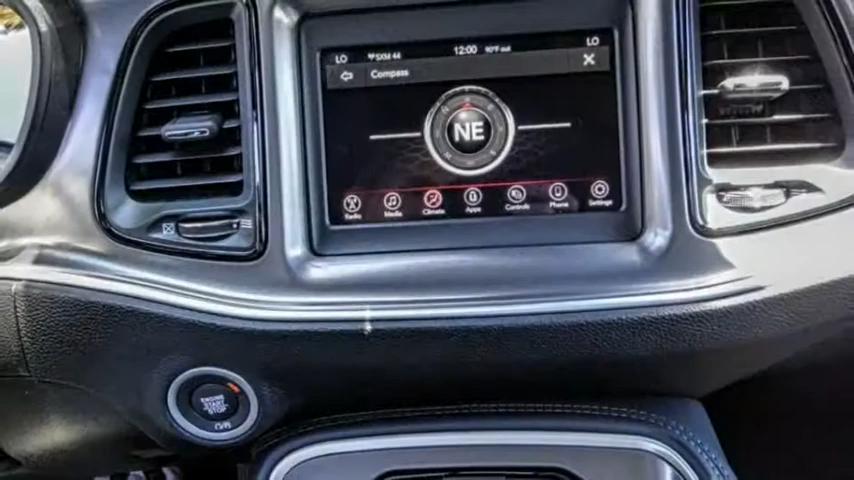 LO SXM 44 12:00 90°F out LO
Compass
NE
Radio Media Climate Apps Controls Phone Settings
ENGINE
START
STOP